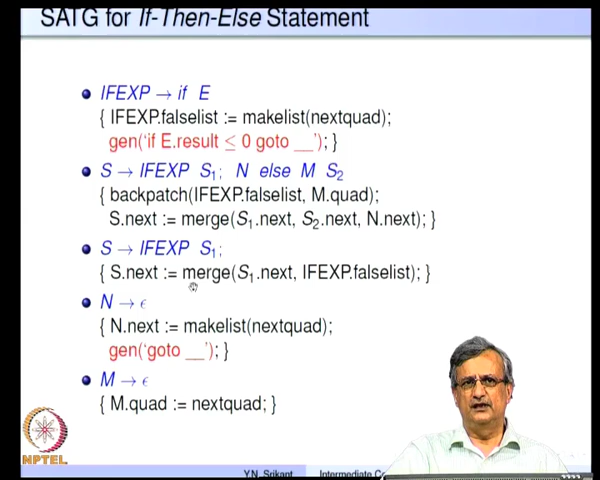 SATG for If-Then-Else Statement
IFEXP → if E
{ IFEXP.falselist := makelist(nextquad);
gen(‘if E.result ≤ 0 goto __’); }
S → IFEXP S₁; N else M S₂
{ backpatch(IFEXP.falselist, M.quad);
S.next := merge(S₁.next, S₂.next, N.next); }
S → IFEXP S₁;
{ S.next := merge(S₁.next, IFEXP.falselist); }
N → ϵ
{ N.next := makelist(nextquad);
gen(‘goto __’); }
M → ϵ
{ M.quad := nextquad; }
NPTEL
Y.N. Srikant Intermediate